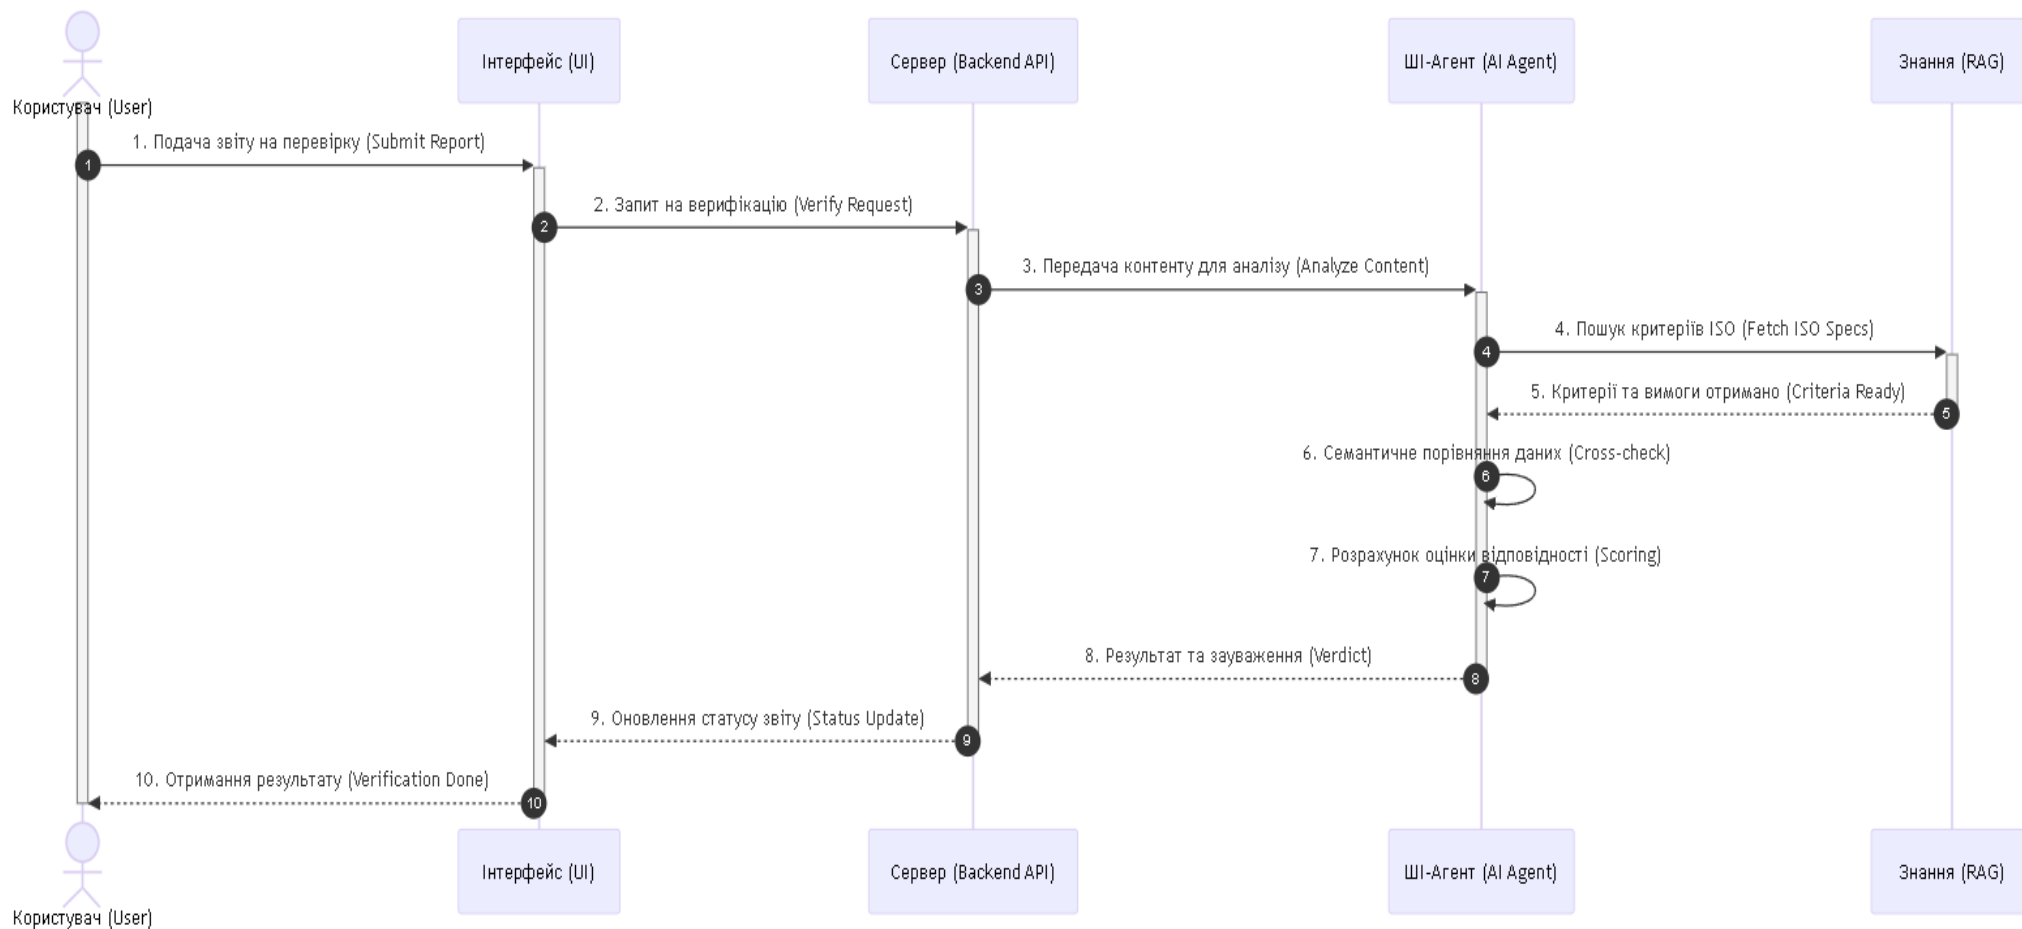 Користувач (User)
Інтерфейс (UI)
Сервер (Backend API)
ШІ-Агент (AI Agent)
Знання (RAG)
1. Подача звіту на перевірку (Submit Report)
1
2. Запит на верифікацію (Verify Request)
2
3. Передача контенту для аналізу (Analyze Content)
3
4. Пошук критеріїв ISO (Fetch ISO Specs)
4
5. Критерії та вимоги отримано (Criteria Ready)
5
6. Семантичне порівняння даних (Cross-check)
6
7. Розрахунок оцінки відповідності (Scoring)
7
8. Результат та зауваження (Verdict)
8
9. Оновлення статусу звіту (Status Update)
9
10. Отримання результату (Verification Done)
10
Користувач (User)
Інтерфейс (UI)
Сервер (Backend API)
ШІ-Агент (AI Agent)
Знання (RAG)